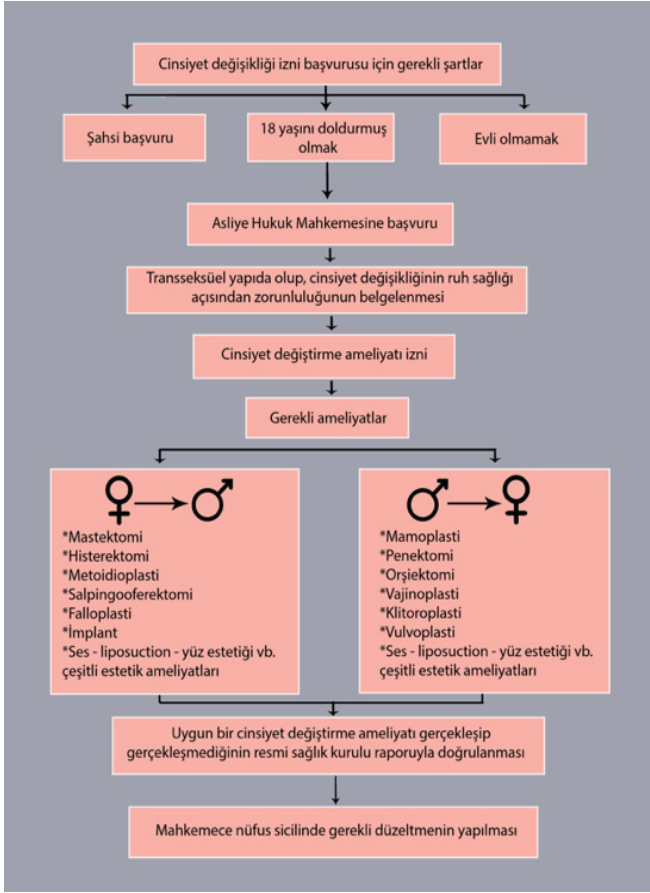 Cinsiyet değişikliği izni başvurusu için gerekli şartlar
Şahsi başvuru
18 yaşını doldurmuş
olmak
Evli olmamak
Asliye Hukuk Mahkemesine başvuru
Transseksüel yapıda olup, cinsiyet değişikliğinin ruh sağlığı
açısından zorunluluğunun belgelenmesi
Cinsiyet değiştirme ameliyatı izni
Gerekli ameliyatlar
*Mastektomi
*Histerektomi
*Metoidioplasti
*Salpingooferektomi
*Falloplasti
*İmplant
*Ses - liposuction - yüz estetiği vb.
çeşitli estetik ameliyatları
*Mamoplasti
*Penektomi
*Orşiektomi
*Vajinoplasti
*Klitoroplasti
*Vulvoplasti
*Ses - liposuction - yüz estetiği vb.
çeşitli estetik ameliyatları
Uygun bir cinsiyet değiştirme ameliyatı gerçekleşip
gerçekleşmediğinin resmi sağlık kurulu raporuyla doğrulanması
Mahkemece nüfus sicilinde gerekli düzeltmenin yapılması